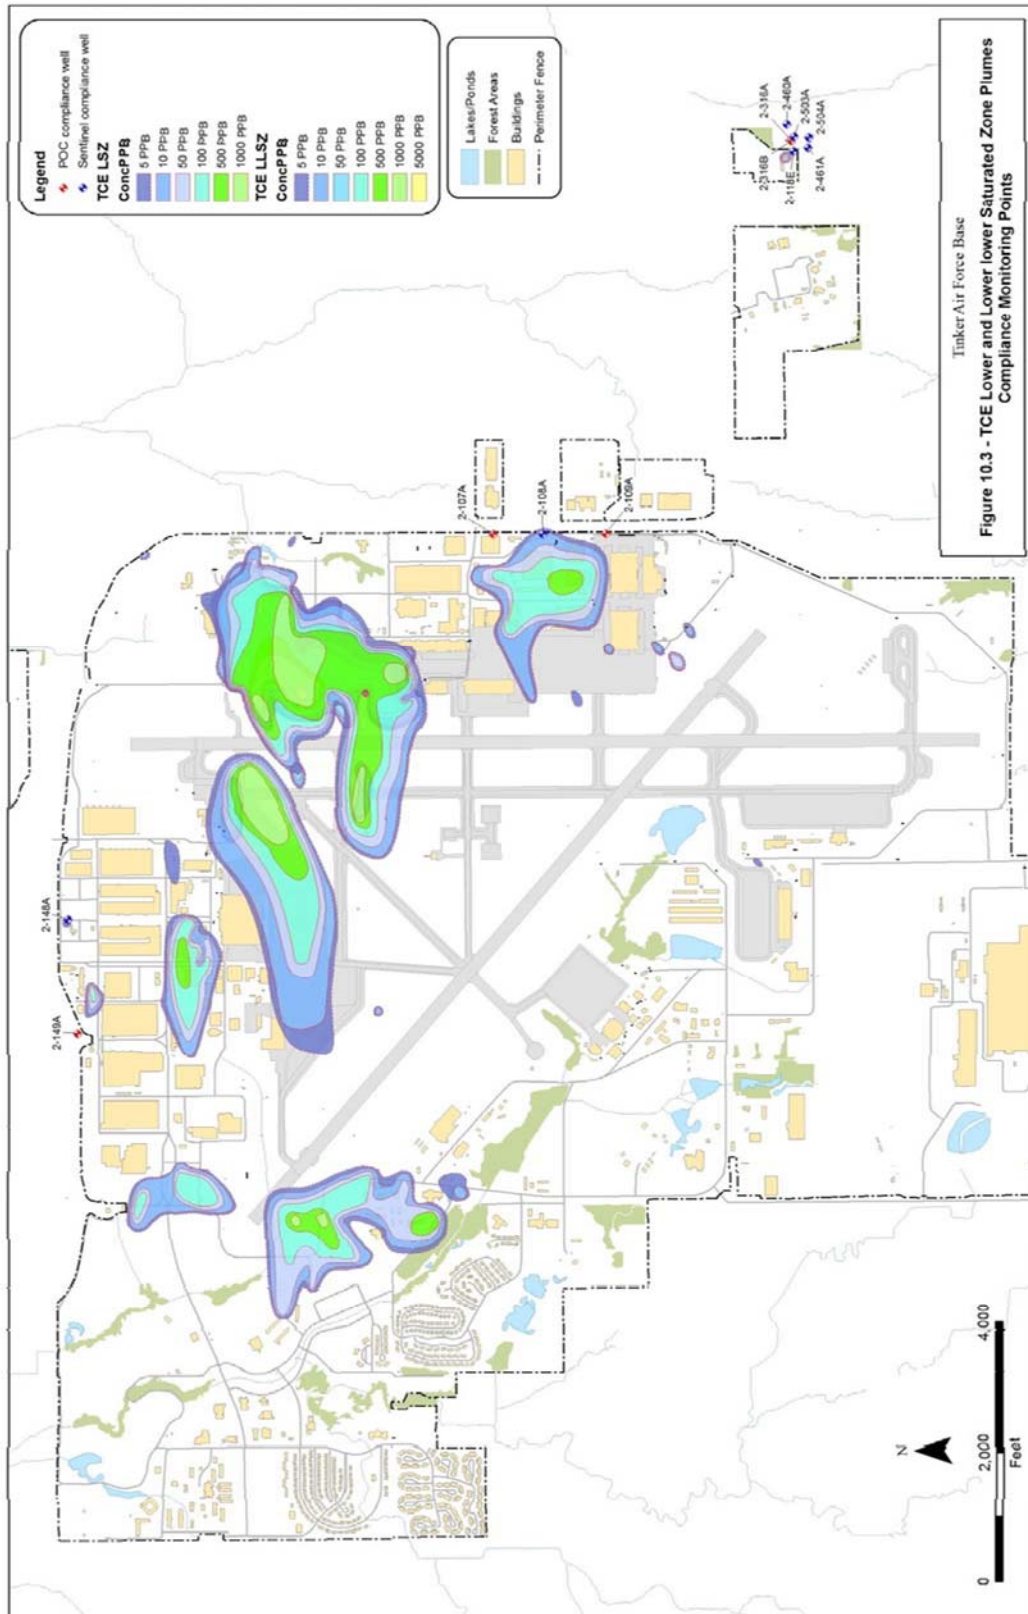 Legend
POC compliance well
Sentinel compliance well
TCE LSZ
ConcPPB
5 PPB
10 PPB
50 PPB
100 PPB
500 PPB
1000 PPB
TCE LLSZ
ConcPPB
5 PPB
10 PPB
50 PPB
100 PPB
500 PPB
1000 PPB
5000 PPB
Lakes/Ponds
Forest Areas
Buildings
Perimeter Fence
2-149A
2-148A
2-107A
2-108A
2-109A
2-316B
2-316A
2-118E
2-460A
2-461A
2-503A
2-504A
N
0 2,000 4,000
Feet
Tinker Air Force Base
Figure 10.3 - TCE Lower and Lower lower Saturated Zone Plumes
Compliance Monitoring Points